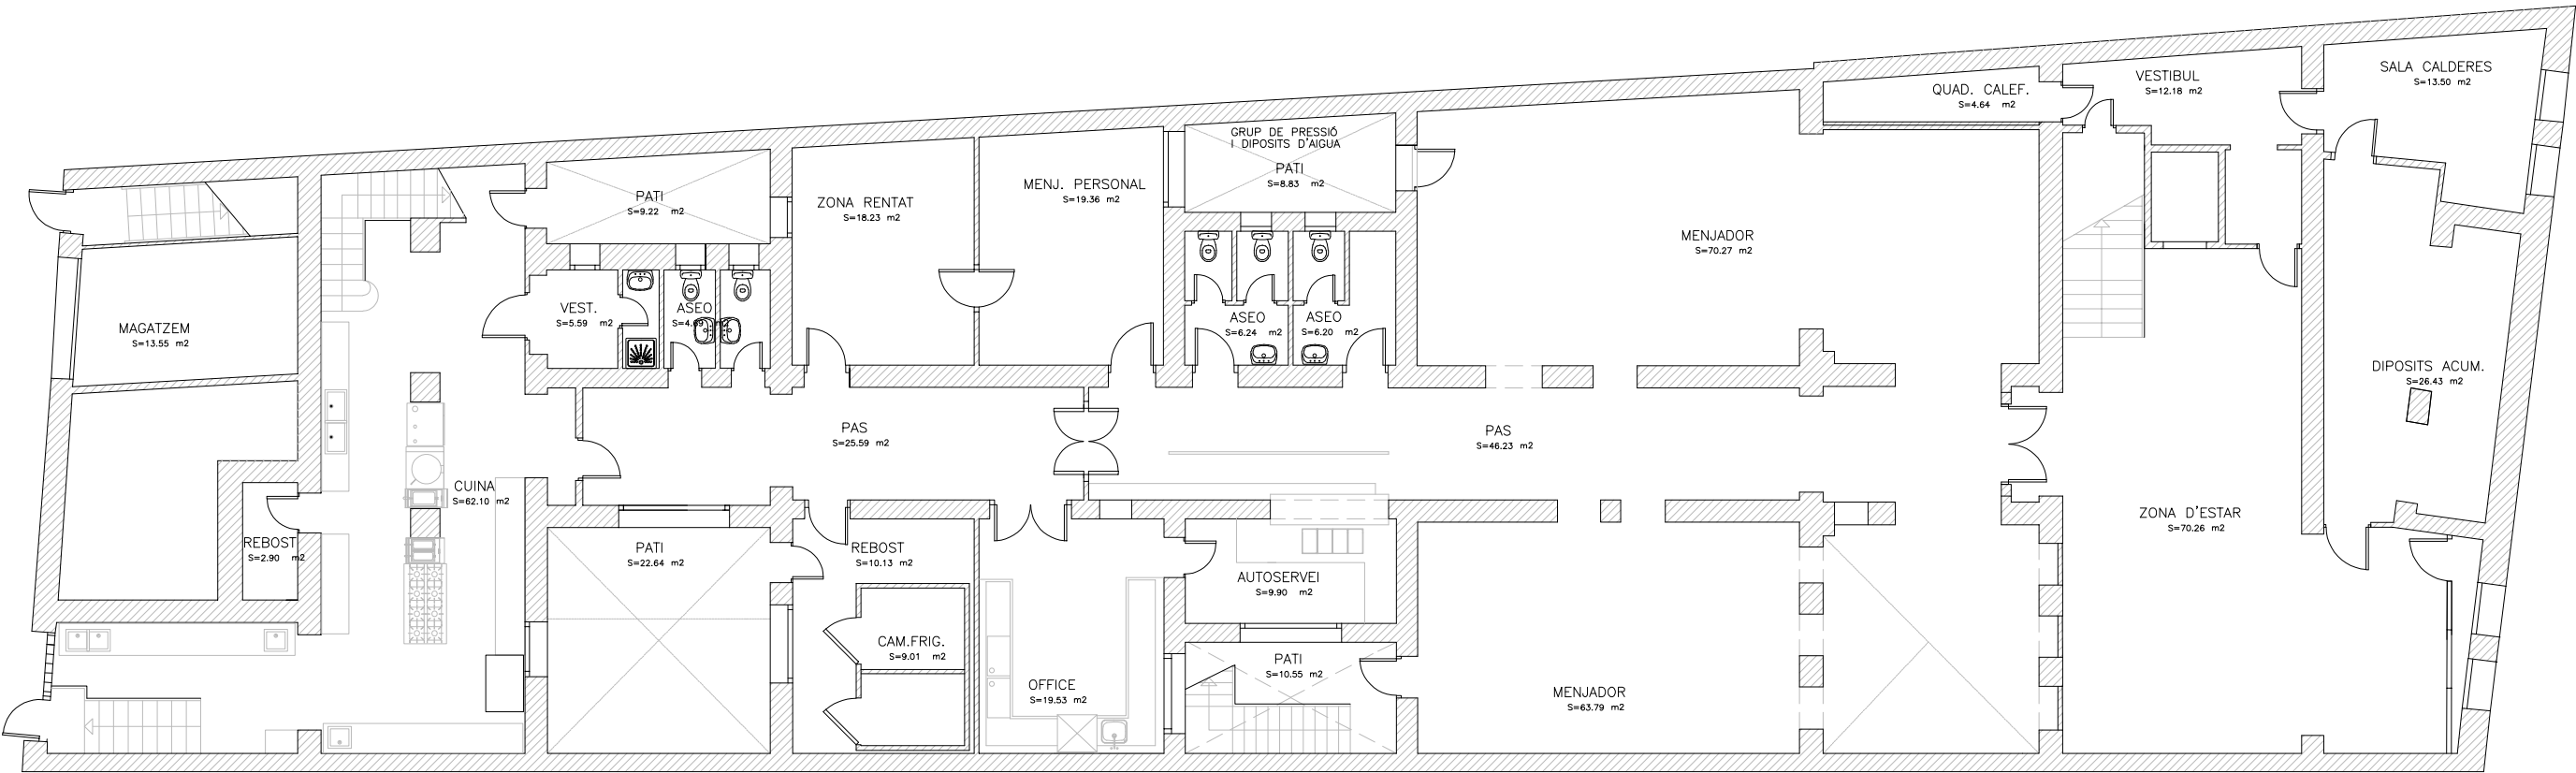 SALA CALDERES
S=13.50 m2
VESTIBUL
S=12.18 m2
QUAD. CALEF.
S=4.64 m2
GRUP DE PRESSIÓ
I DIPOSITS D'AIGUA
PATI
S=8.83 m2
MENJ. PERSONAL
S=19.36 m2
PATI
S=9.22 m2
ZONA RENTAT
S=18.23 m2
MENJADOR
S=70.27 m2
VEST.
S=5.59 m2
ASEO
ASEO
S=6.24 m2
ASEO
S=6.20 m2
MAGATZEM
S=13.55 m2
DIPOSITS ACUM.
S=26.43 m2
PAS
S=25.59 m2
PAS
S=46.23 m2
CUINA
S=62.10 m2
ZONA D'ESTAR
S=70.26 m2
REBOST
S=2.90 m2
PATI
S=22.64 m2
REBOST
S=10.13 m2
AUTOSERVEI
S=9.90 m2
CAM.FRIG.
S=9.01 m2
PATI
S=10.55 m2
OFFICE
S=19.53 m2
MENJADOR
S=63.79 m2